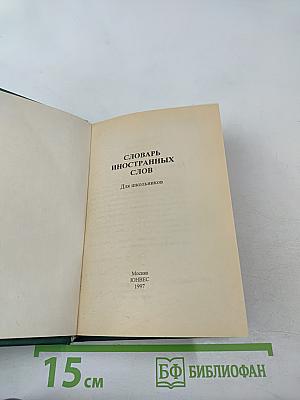 СЛОВАРЬ
ИНОСТРАННЫХ
СЛОВ
Для школьников
Москва
ЮНВЕС
1997
15 см
БФ БИБЛИОФАН